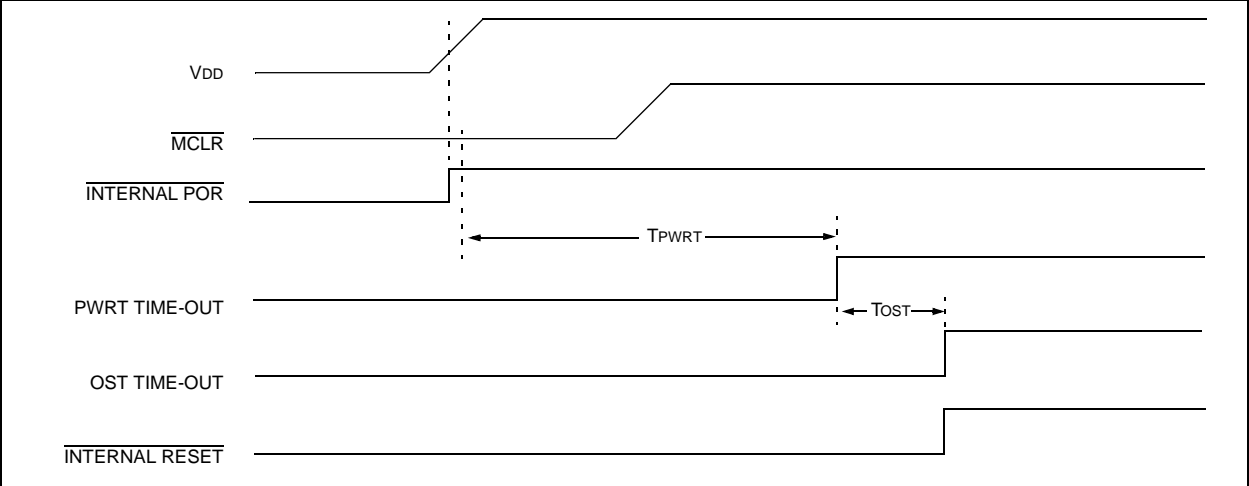 VDD
MCLR
INTERNAL POR
TPWRT
PWRT TIME-OUT
TOST
OST TIME-OUT
INTERNAL RESET